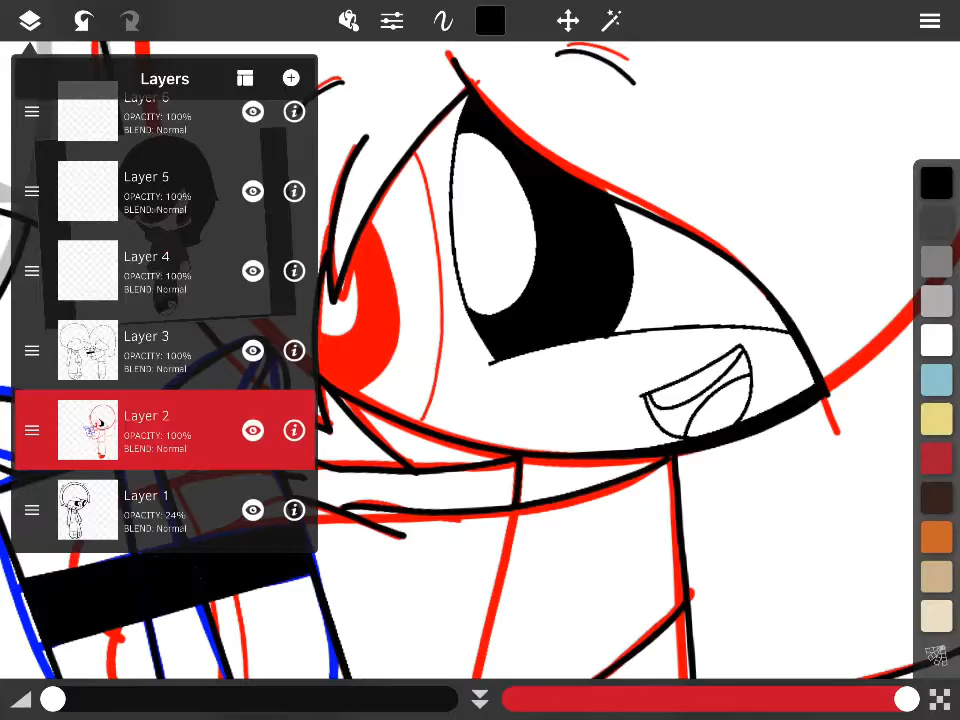 Layers
Layer 6
OPACITY: 100%
BLEND: Normal
Layer 5
OPACITY: 100%
BLEND: Normal
Layer 4
OPACITY: 100%
BLEND: Normal
Layer 3
OPACITY: 100%
BLEND: Normal
Layer 2
OPACITY: 100%
BLEND: Normal
Layer 1
OPACITY: 24%
BLEND: Normal